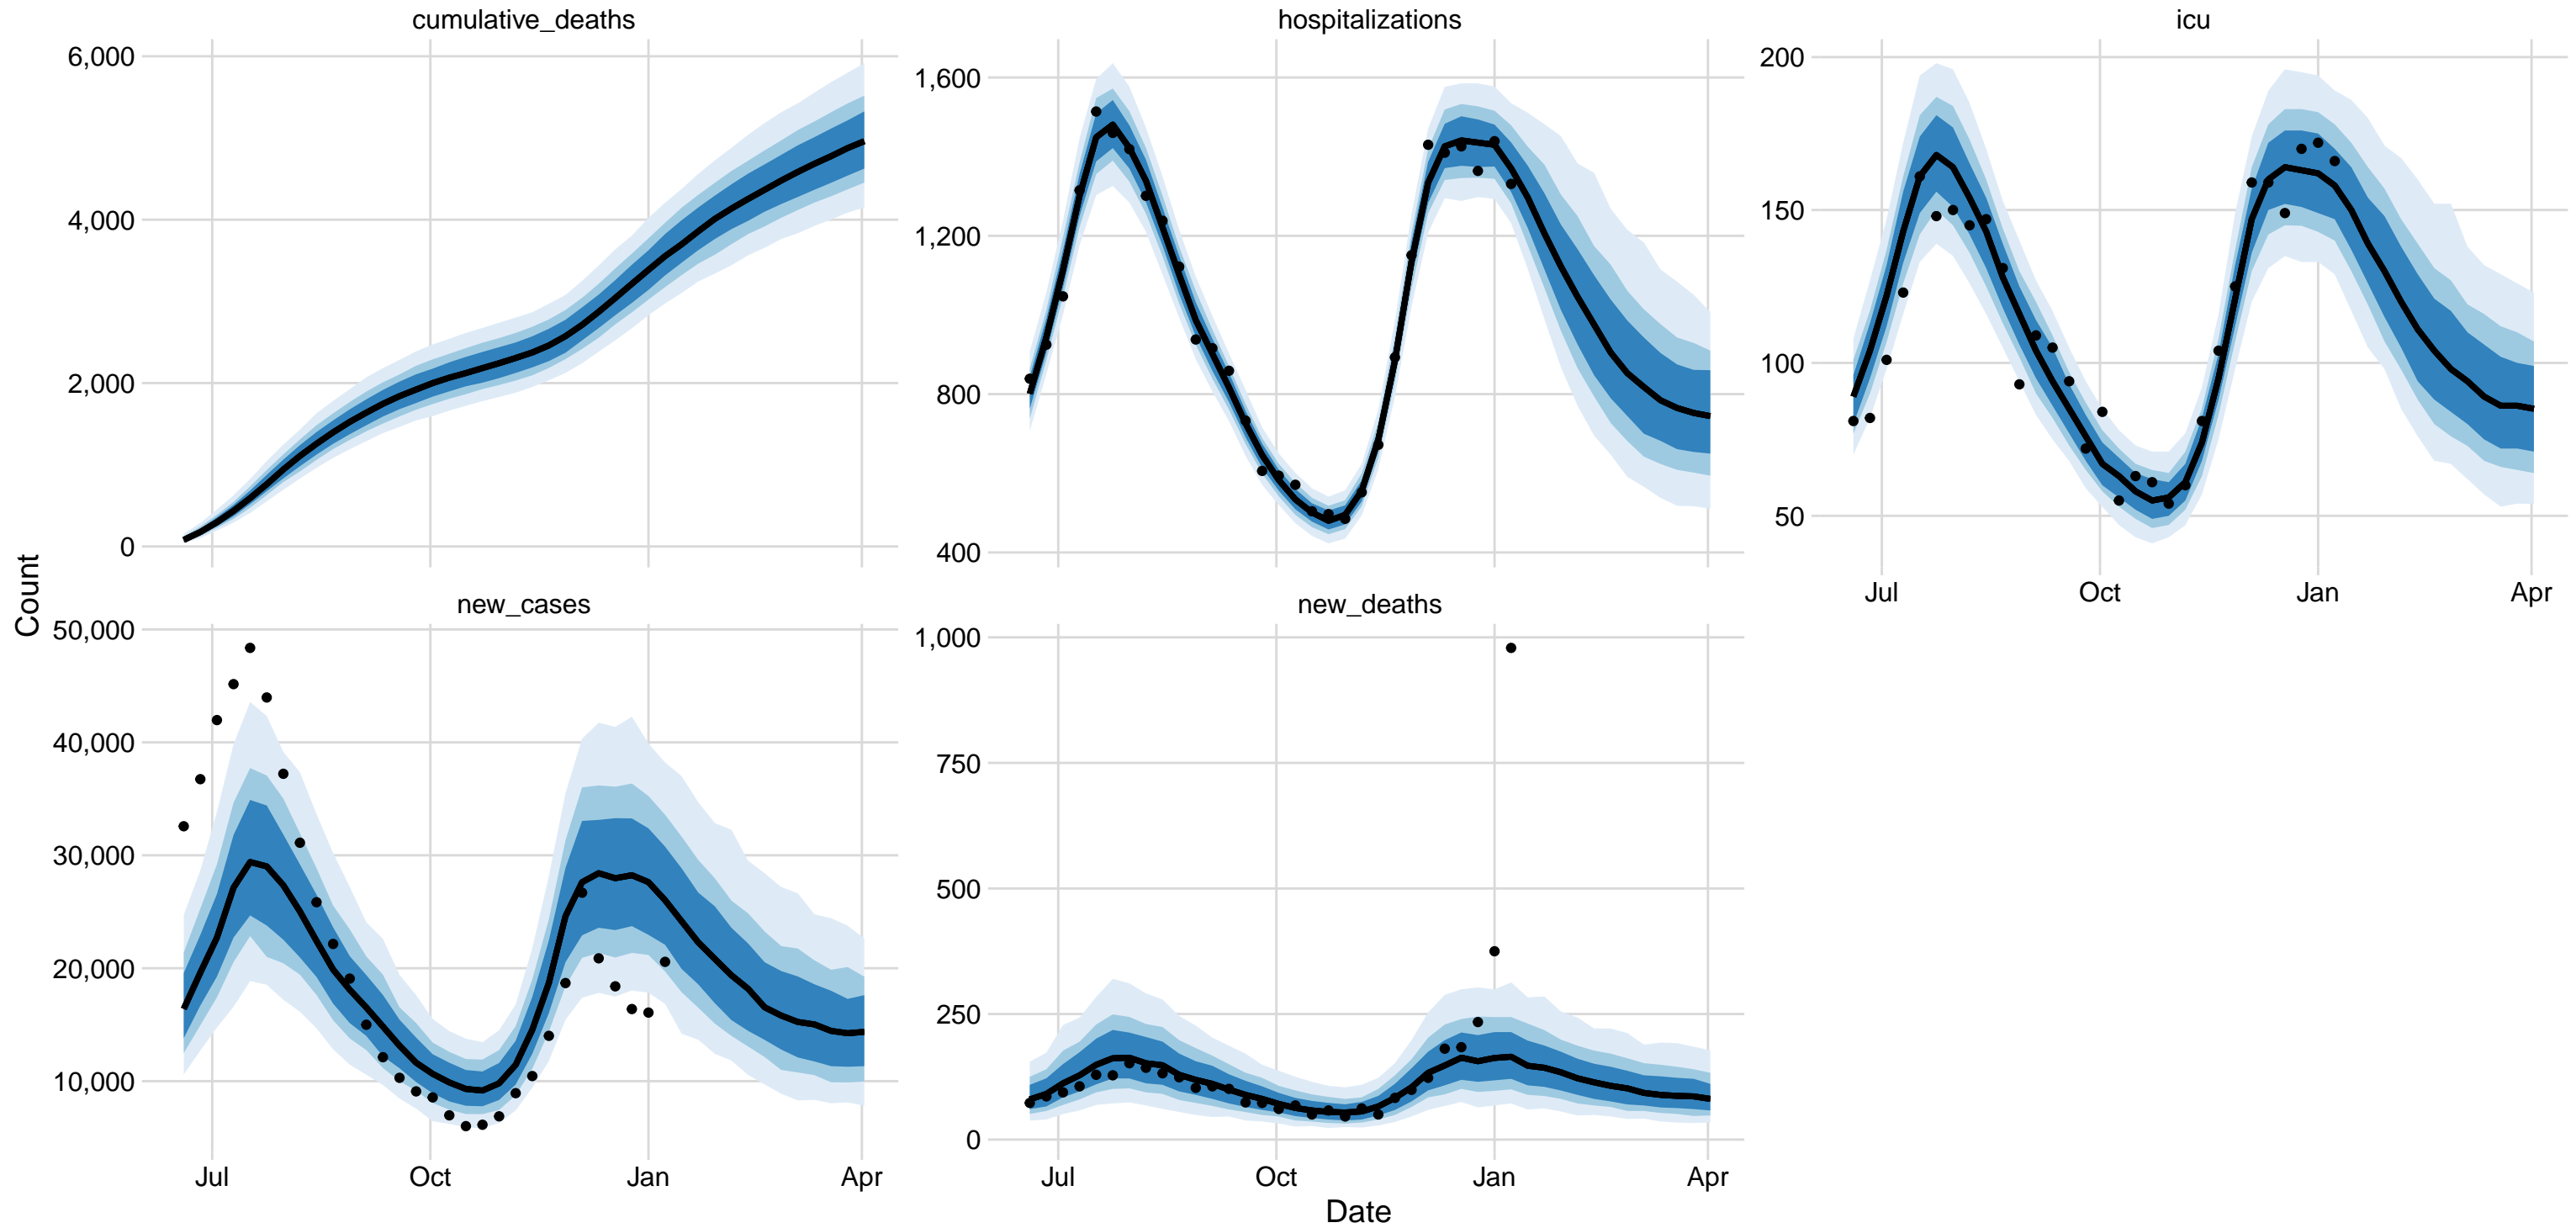 cumulative_deaths
6,000
4,000
2,000
0
hospitalizations
1,600
1,200
800
400
icu
200
150
100
50
Jul Oct Jan Apr
Count
new_cases
50,000
40,000
30,000
20,000
10,000
Jul Oct Jan Apr
new_deaths
1,000
750
500
250
0
Jul Oct Jan Apr
Date